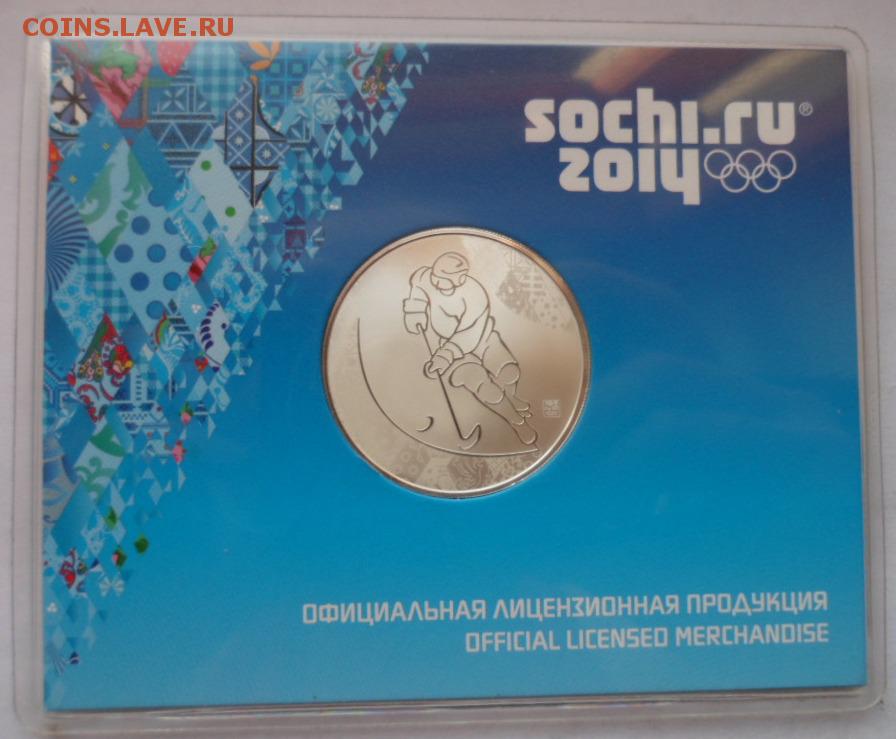 COINS.LAVE.RU
sochi.ru®
2014
ОФИЦИАЛЬНАЯ ЛИЦЕНЗИОННАЯ ПРОДУКЦИЯ
OFFICIAL LICENSED MERCHANDISE